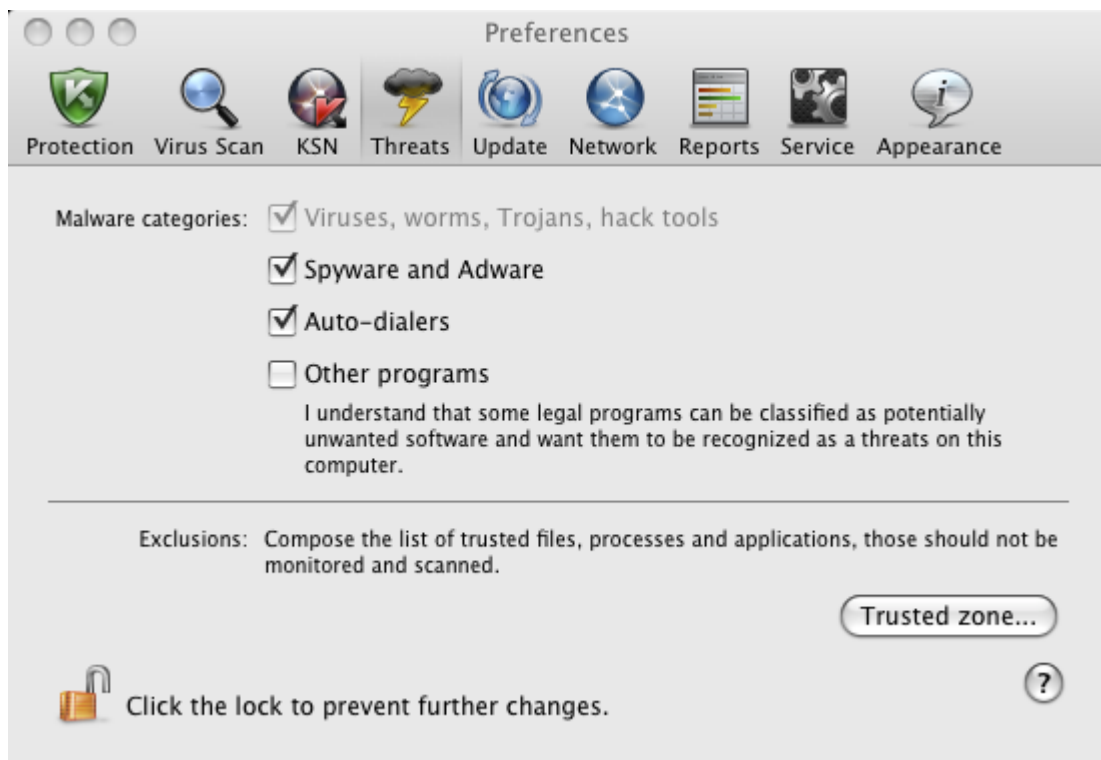 Preferences
Protection Virus Scan KSN Threats Update Network Reports Service Appearance
Malware categories: Viruses, worms, Trojans, hack tools
Spyware and Adware
Auto-dialers
Other programs
I understand that some legal programs can be classified as potentially
unwanted software and want them to be recognized as a threats on this
computer.
Exclusions: Compose the list of trusted files, processes and applications, those should not be
monitored and scanned.
Trusted zone...
?
Click the lock to prevent further changes.